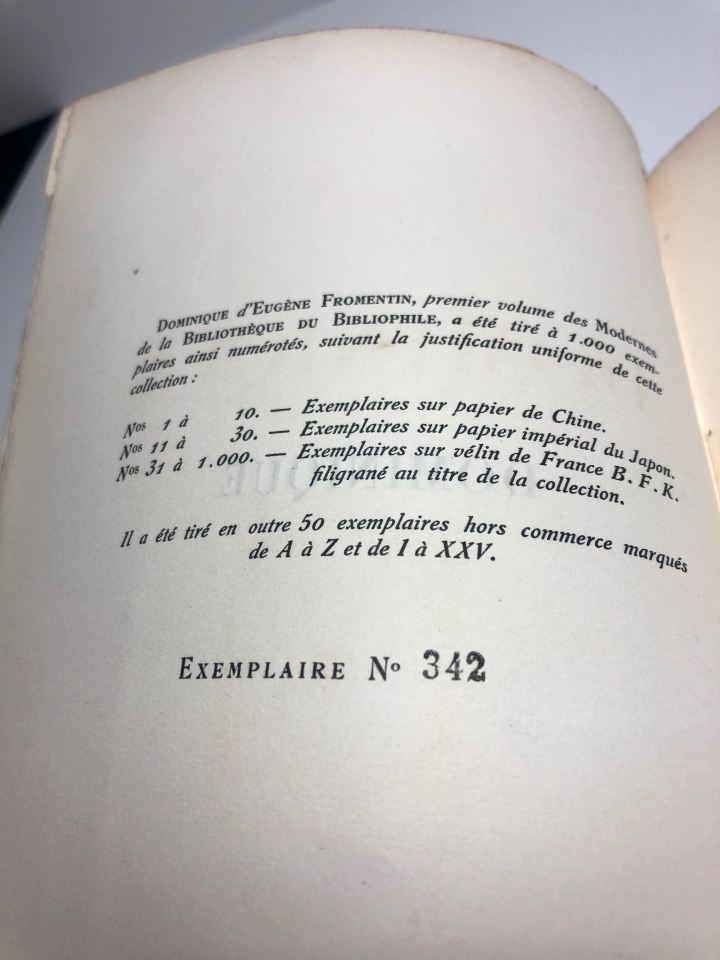 DOMINIQUE d'EUGÈNE FROMENTIN, premier volume des Modernes
de la BIBLIOTHÈQUE DU BIBLIOPHILE, a été tiré à 1.000 exem-
plaires ainsi numérotés, suivant la justification uniforme de cette
collection :
Nos 1 à 10. — Exemplaires sur papier de Chine.
Nos 11 à 30. — Exemplaires sur papier impérial du Japon.
Nos 31 à 1.000. — Exemplaires sur vélin de France B. F. K.
filigrané au titre de la collection.
Il a été tiré en outre 50 exemplaires hors commerce marqués
de A à Z et de I à XXV.
EXEMPLAIRE No 342